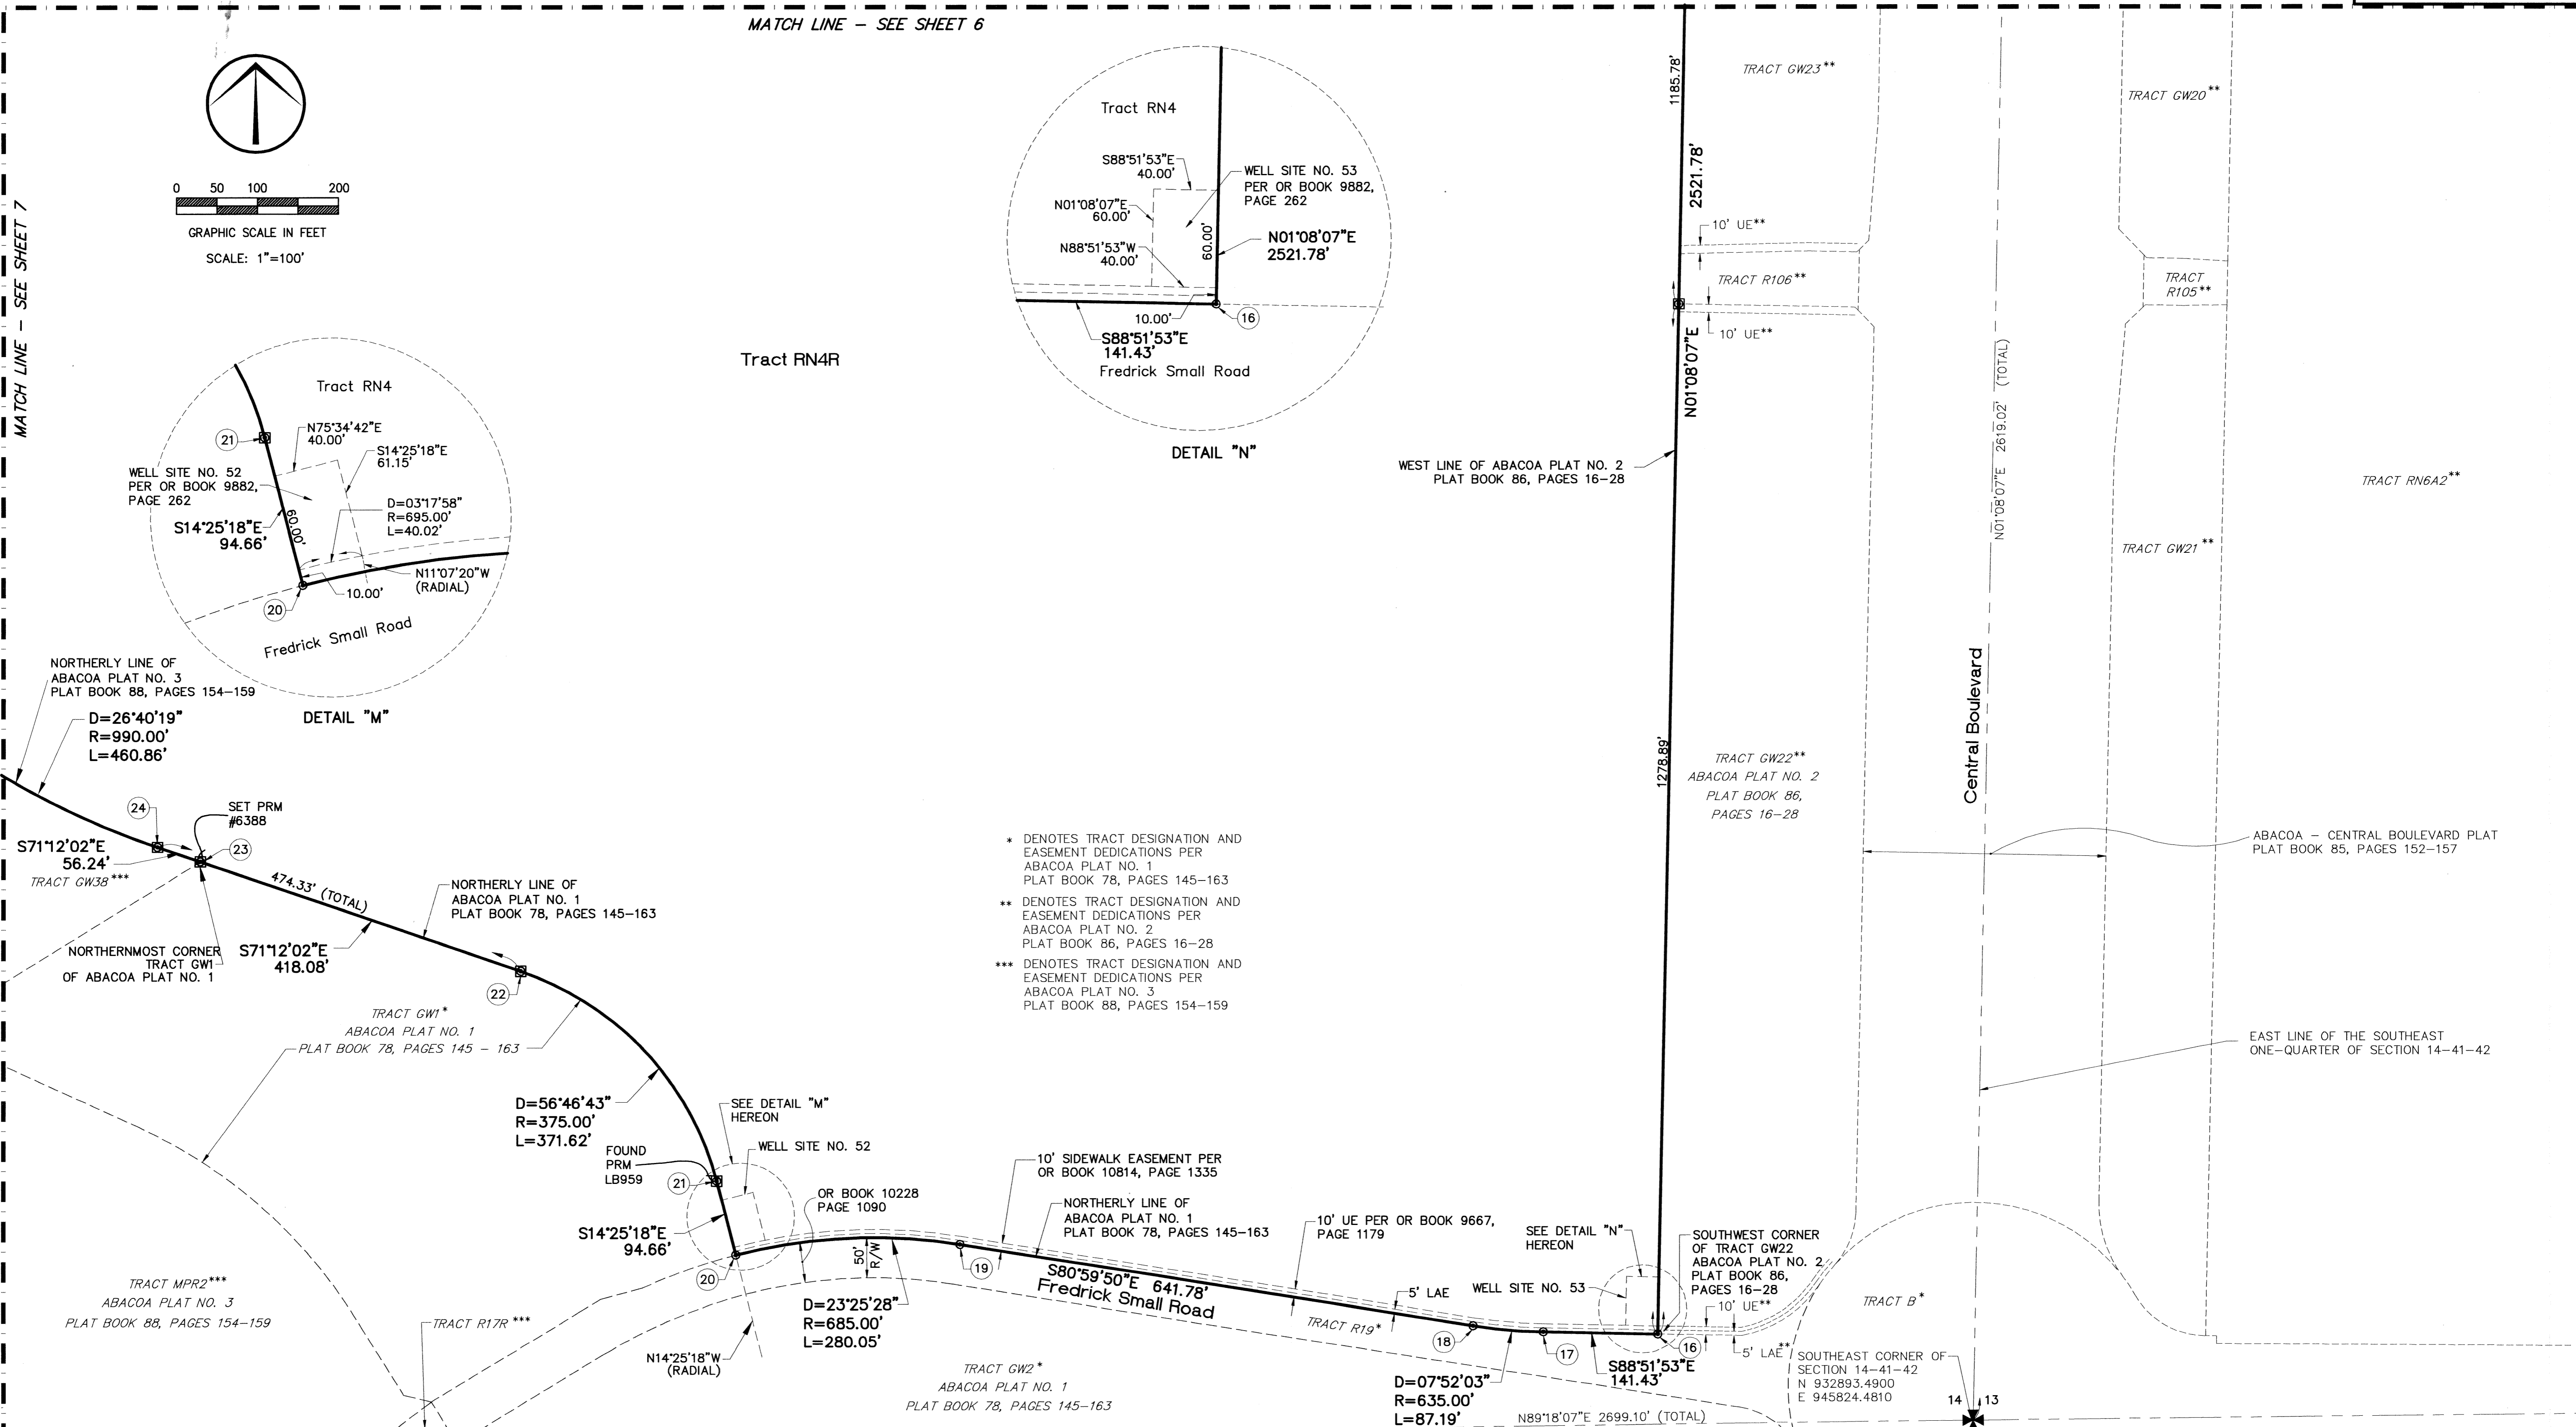 MATCH LINE – SEE SHEET 6
MATCH LINE – SEE SHEET 7
0 50 100 200
GRAPHIC SCALE IN FEET
SCALE: 1"=100'
Tract RN4
21
N75°34'42"E
40.00'
S14°25'18"E
61.15'
WELL SITE NO. 52
PER OR BOOK 9882,
PAGE 262
D=03°17'58"
R=695.00'
L=40.02'
S14°25'18"E
94.66'
60.00'
N11°07'20"W
(RADIAL)
10.00'
20
Fredrick Small Road
DETAIL "M"
Tract RN4
S88°51'53"E
40.00'
WELL SITE NO. 53
PER OR BOOK 9882,
PAGE 262
N01°08'07"E
60.00'
N88°51'53"W
40.00'
60.00'
N01°08'07"E
2521.78'
10.00'
16
S88°51'53"E
141.43'
Fredrick Small Road
DETAIL "N"
Tract RN4R
1185.78'
2521.78'
N01°08'07"E
1278.89'
TRACT GW23**
TRACT GW20**
10' UE**
TRACT R106**
10' UE**
TRACT
R105**
N01°08'07"E 2619.02' (TOTAL)
WEST LINE OF ABACOA PLAT NO. 2
PLAT BOOK 86, PAGES 16–28
TRACT RN6A2**
TRACT GW21**
Central Boulevard
TRACT GW22**
ABACOA PLAT NO. 2
PLAT BOOK 86,
PAGES 16–28
ABACOA – CENTRAL BOULEVARD PLAT
PLAT BOOK 85, PAGES 152–157
EAST LINE OF THE SOUTHEAST
ONE–QUARTER OF SECTION 14–41–42
NORTHERLY LINE OF
ABACOA PLAT NO. 3
PLAT BOOK 88, PAGES 154–159
D=26°40'19"
R=990.00'
L=460.86'
24
SET PRM
#6388
23
S71°12'02"E
56.24'
TRACT GW38***
474.33' (TOTAL)
NORTHERLY LINE OF
ABACOA PLAT NO. 1
PLAT BOOK 78, PAGES 145–163
NORTHERNMOST CORNER
TRACT GW1
OF ABACOA PLAT NO. 1
S71°12'02"E
418.08'
22
* DENOTES TRACT DESIGNATION AND
EASEMENT DEDICATIONS PER
ABACOA PLAT NO. 1
PLAT BOOK 78, PAGES 145–163
** DENOTES TRACT DESIGNATION AND
EASEMENT DEDICATIONS PER
ABACOA PLAT NO. 2
PLAT BOOK 86, PAGES 16–28
*** DENOTES TRACT DESIGNATION AND
EASEMENT DEDICATIONS PER
ABACOA PLAT NO. 3
PLAT BOOK 88, PAGES 154–159
TRACT GW1*
ABACOA PLAT NO. 1
PLAT BOOK 78, PAGES 145 – 163
D=56°46'43"
R=375.00'
L=371.62'
SEE DETAIL "M"
HEREON
FOUND
PRM
LB959
21
WELL SITE NO. 52
S14°25'18"E
94.66'
20
OR BOOK 10228
PAGE 1090
10' SIDEWALK EASEMENT PER
OR BOOK 10814, PAGE 1335
NORTHERLY LINE OF
ABACOA PLAT NO. 1
PLAT BOOK 78, PAGES 145–163
50'
R/W
19
10' UE PER OR BOOK 9667,
PAGE 1179
SEE DETAIL "N"
HEREON
SOUTHWEST CORNER
OF TRACT GW22
ABACOA PLAT NO. 2
PLAT BOOK 86,
PAGES 16–28
S80°59'50"E 641.78'
Fredrick Small Road
5' LAE
WELL SITE NO. 53
10' UE**
TRACT B*
D=23°25'28"
R=685.00'
L=280.05'
TRACT R19*
18
17
16
5' LAE**
TRACT MPR2***
ABACOA PLAT NO. 3
PLAT BOOK 88, PAGES 154–159
TRACT R17R***
N14°25'18"W
(RADIAL)
TRACT GW2*
ABACOA PLAT NO. 1
PLAT BOOK 78, PAGES 145–163
S88°51'53"E
141.43'
D=07°52'03"
R=635.00'
L=87.19'
SOUTHEAST CORNER OF
SECTION 14–41–42
N 932893.4900
E 945824.4810
14 13
N89°18'07"E 2699.10' (TOTAL)